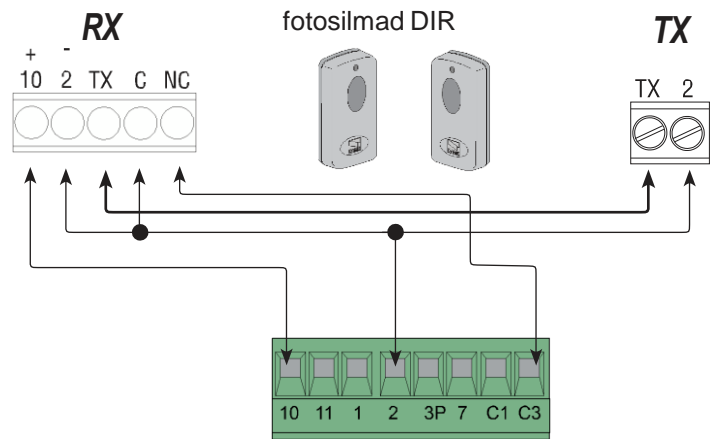 RX
fotosilmad DIR
TX
+ -
10 2 TX C NC
TX 2
10 11 1 2 3P 7 C1 C3